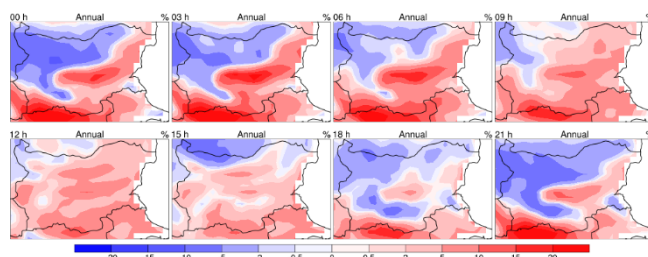 00 h Annual % 03 h Annual % 06 h Annual % 09 h Annual %
12 h Annual % 15 h Annual % 18 h Annual % 21 h Annual %
-20 -15 -10 -5 -2 -0.5 0 0.5 2 5 10 15 20